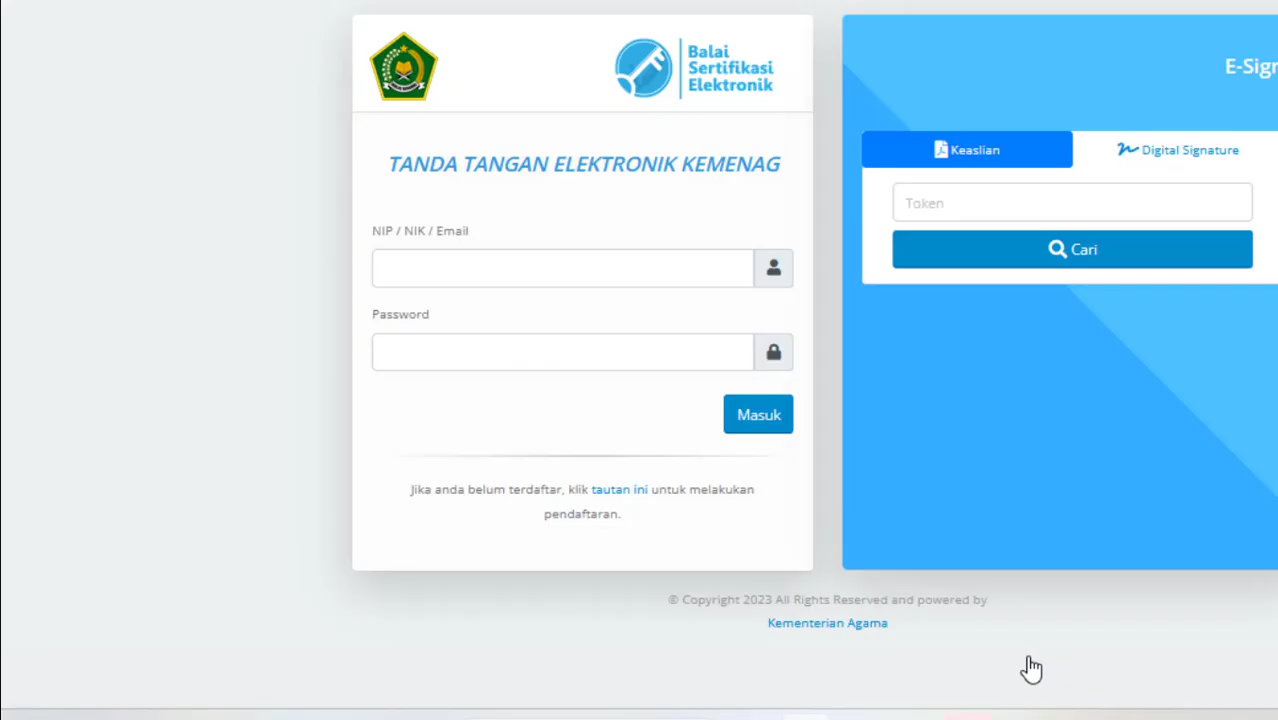 Balai
Sertifikasi
Elektronik
TANDA TANGAN ELEKTRONIK KEMENAG
NIP / NIK / Email
Password
Masuk
Jika anda belum terdaftar, klik tautan ini untuk melakukan
pendaftaran.
E-Sign
Keaslian
Digital Signature
Token
Cari
© Copyright 2023 All Rights Reserved and powered by
Kementerian Agama